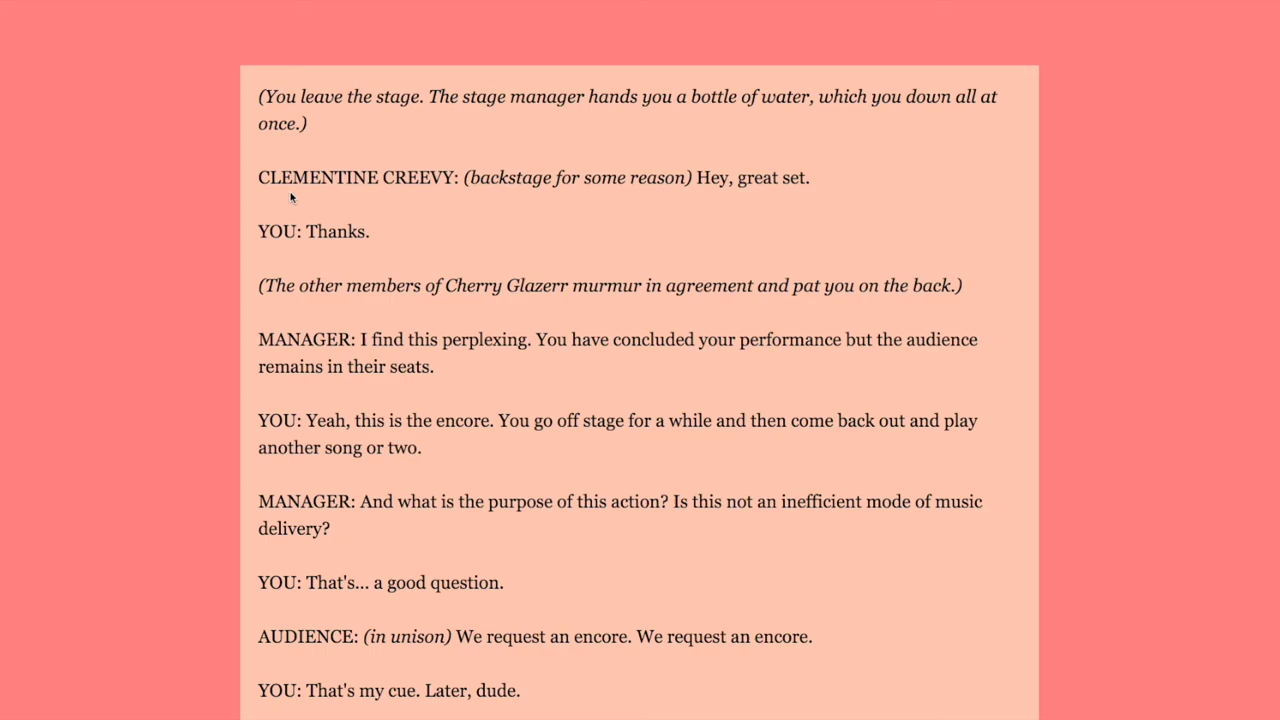 (You leave the stage. The stage manager hands you a bottle of water, which you down all at
once.)
CLEMENTINE CREEVY: (backstage for some reason) Hey, great set.
YOU: Thanks.
(The other members of Cherry Glazerr murmur in agreement and pat you on the back.)
MANAGER: I find this perplexing. You have concluded your performance but the audience
remains in their seats.
YOU: Yeah, this is the encore. You go off stage for a while and then come back out and play
another song or two.
MANAGER: And what is the purpose of this action? Is this not an inefficient mode of music
delivery?
YOU: That's... a good question.
AUDIENCE: (in unison) We request an encore. We request an encore.
YOU: That's my cue. Later, dude.